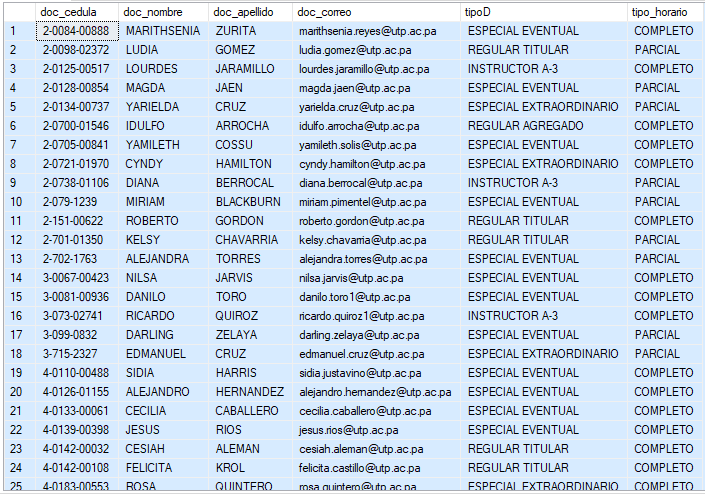 doc_cedula doc_nombre doc_apellido doc_correo tipoD tipo_horario
1 2-0084-00888 MARITHSENIA ZURITA marithsenia.reyes@utp.ac.pa ESPECIAL EVENTUAL COMPLETO
2 2-0098-02372 LUDIA GOMEZ ludia.gomez@utp.ac.pa REGULAR TITULAR PARCIAL
3 2-0125-00517 LOURDES JARAMILLO lourdes.jaramillo@utp.ac.pa INSTRUCTOR A-3 COMPLETO
4 2-0128-00854 MAGDA JAEN magda.jaen@utp.ac.pa ESPECIAL EVENTUAL PARCIAL
5 2-0134-00737 YARIELDA CRUZ yarielda.cruz@utp.ac.pa ESPECIAL EXTRAORDINARIO PARCIAL
6 2-0700-01546 IDULFO ARROCHA idulfo.arrocha@utp.ac.pa REGULAR AGREGADO COMPLETO
7 2-0705-00841 YAMILETH COSSU yamileth.solis@utp.ac.pa ESPECIAL EVENTUAL COMPLETO
8 2-0721-01970 CYNDY HAMILTON cyndy.hamilton@utp.ac.pa ESPECIAL EXTRAORDINARIO COMPLETO
9 2-0738-01106 DIANA BERROCAL diana.berrocal@utp.ac.pa INSTRUCTOR A-3 PARCIAL
10 2-079-1239 MIRIAM BLACKBURN miriam.pimentel@utp.ac.pa ESPECIAL EVENTUAL PARCIAL
11 2-151-00622 ROBERTO GORDON roberto.gordon@utp.ac.pa REGULAR TITULAR COMPLETO
12 2-701-01350 KELSY CHAVARRIA kelsy.chavarria@utp.ac.pa REGULAR TITULAR PARCIAL
13 2-702-1763 ALEJANDRA TORRES alejandra.torres@utp.ac.pa ESPECIAL EVENTUAL PARCIAL
14 3-0067-00423 NILSA JARVIS nilsa.jarvis@utp.ac.pa ESPECIAL EVENTUAL COMPLETO
15 3-0081-00936 DANILO TORO danilo.toro1@utp.ac.pa ESPECIAL EVENTUAL COMPLETO
16 3-073-02741 RICARDO QUIROZ ricardo.quiroz1@utp.ac.pa INSTRUCTOR A-3 COMPLETO
17 3-099-0832 DARLING ZELAYA darling.zelaya@utp.ac.pa ESPECIAL EVENTUAL PARCIAL
18 3-715-2327 EDMANUEL CRUZ edmanuel.cruz@utp.ac.pa ESPECIAL EXTRAORDINARIO PARCIAL
19 4-0110-00488 SIDIA HARRIS sidia.justavino@utp.ac.pa ESPECIAL EVENTUAL COMPLETO
20 4-0126-01155 ALEJANDRO HERNANDEZ alejandro.hernandez@utp.ac.pa ESPECIAL EVENTUAL COMPLETO
21 4-0133-00061 CECILIA CABALLERO cecilia.caballero@utp.ac.pa ESPECIAL EVENTUAL COMPLETO
22 4-0139-00398 JESUS RIOS jesus.rios@utp.ac.pa ESPECIAL EVENTUAL COMPLETO
23 4-0142-00032 CESIAH ALEMAN cesiah.aleman@utp.ac.pa REGULAR TITULAR COMPLETO
24 4-0142-00108 FELICITA KROL felicita.castillo@utp.ac.pa REGULAR TITULAR COMPLETO
25 4-0183-00553 ROSA QUINTERO rosa.quintero@utp.ac.pa ESPECIAL EVENTUAL COMPLETO